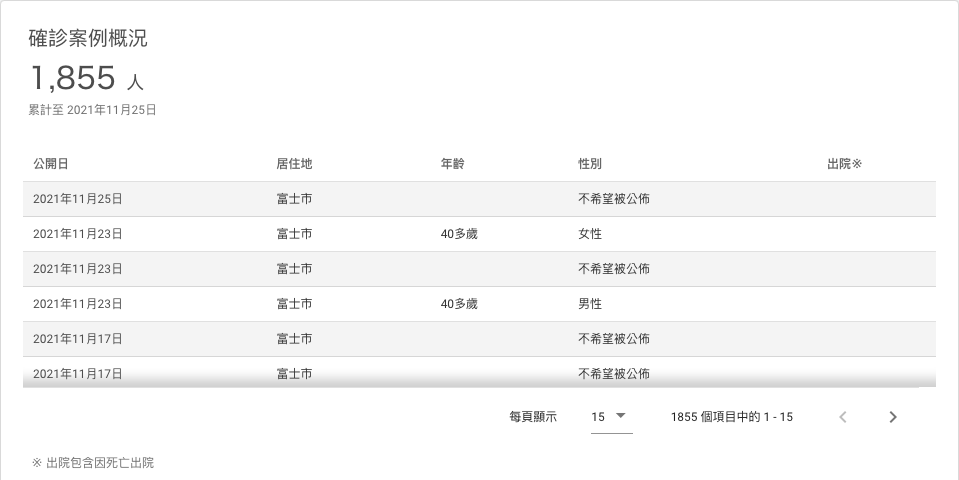 確診案例概況
1,855 人
累計至 2021年11月25日
公開日 居住地 年齡 性別 出院※
2021年11月25日 富士市 不希望被公佈
2021年11月23日 富士市 40多歲 女性
2021年11月23日 富士市 不希望被公佈
2021年11月23日 富士市 40多歲 男性
2021年11月17日 富士市 不希望被公佈
2021年11月17日 富士市 不希望被公佈
每頁顯示 15 1855 個項目中的 1 - 15
※ 出院包含因死亡出院